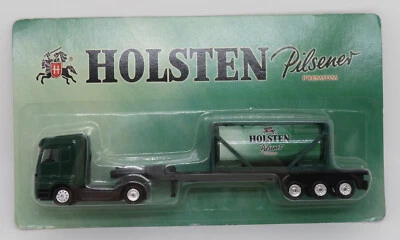 HOLSTEN Pilsener
PREMIUM
HOLSTEN
Pilsener